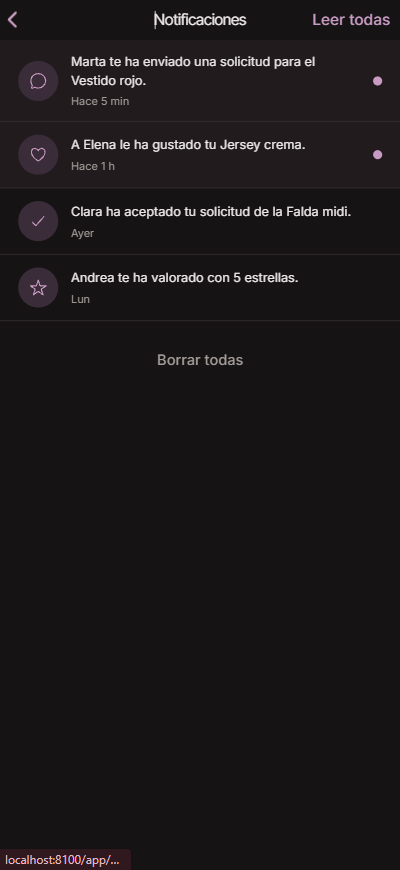 Notificaciones
Leer todas
Marta te ha enviado una solicitud para el
Vestido rojo.
Hace 5 min
A Elena le ha gustado tu Jersey crema.
Hace 1 h
Clara ha aceptado tu solicitud de la Falda midi.
Ayer
Andrea te ha valorado con 5 estrellas.
Lun
Borrar todas
localhost:8100/app/...